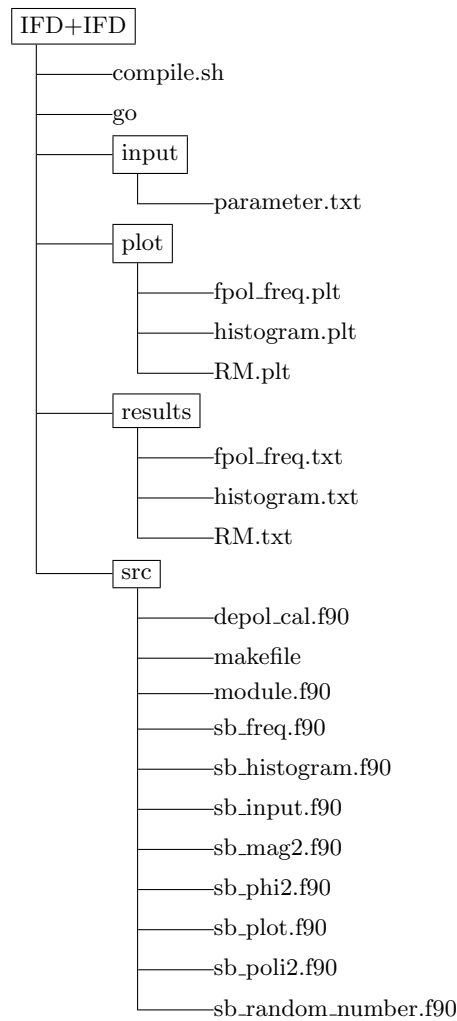 IFD+IFD
compile.sh
go
input
parameter.txt
plot
fpol_freq.plt
histogram.plt
RM.plt
results
fpol_freq.txt
histogram.txt
RM.txt
src
depol_cal.f90
makefile
module.f90
sb_freq.f90
sb_histogram.f90
sb_input.f90
sb_mag2.f90
sb_phi2.f90
sb_plot.f90
sb_poli2.f90
sb_random_number.f90